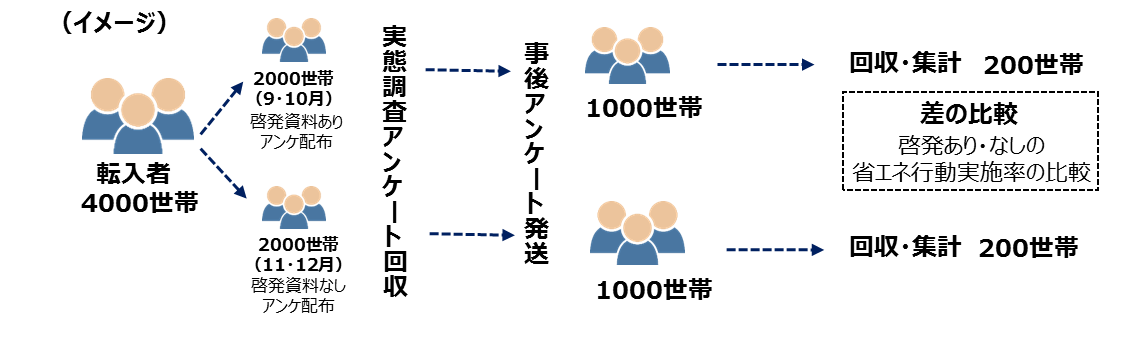 （イメージ）
転入者
4000世帯
2000世帯
（9・10月）
啓発資料あり
アンケ配布
2000世帯
（11・12月）
啓発資料なし
アンケ配布
実態調査アンケート回収
事後アンケート発送
1000世帯
1000世帯
回収・集計 200世帯
差の比較
啓発あり・なしの
省エネ行動実施率の比較
回収・集計 200世帯